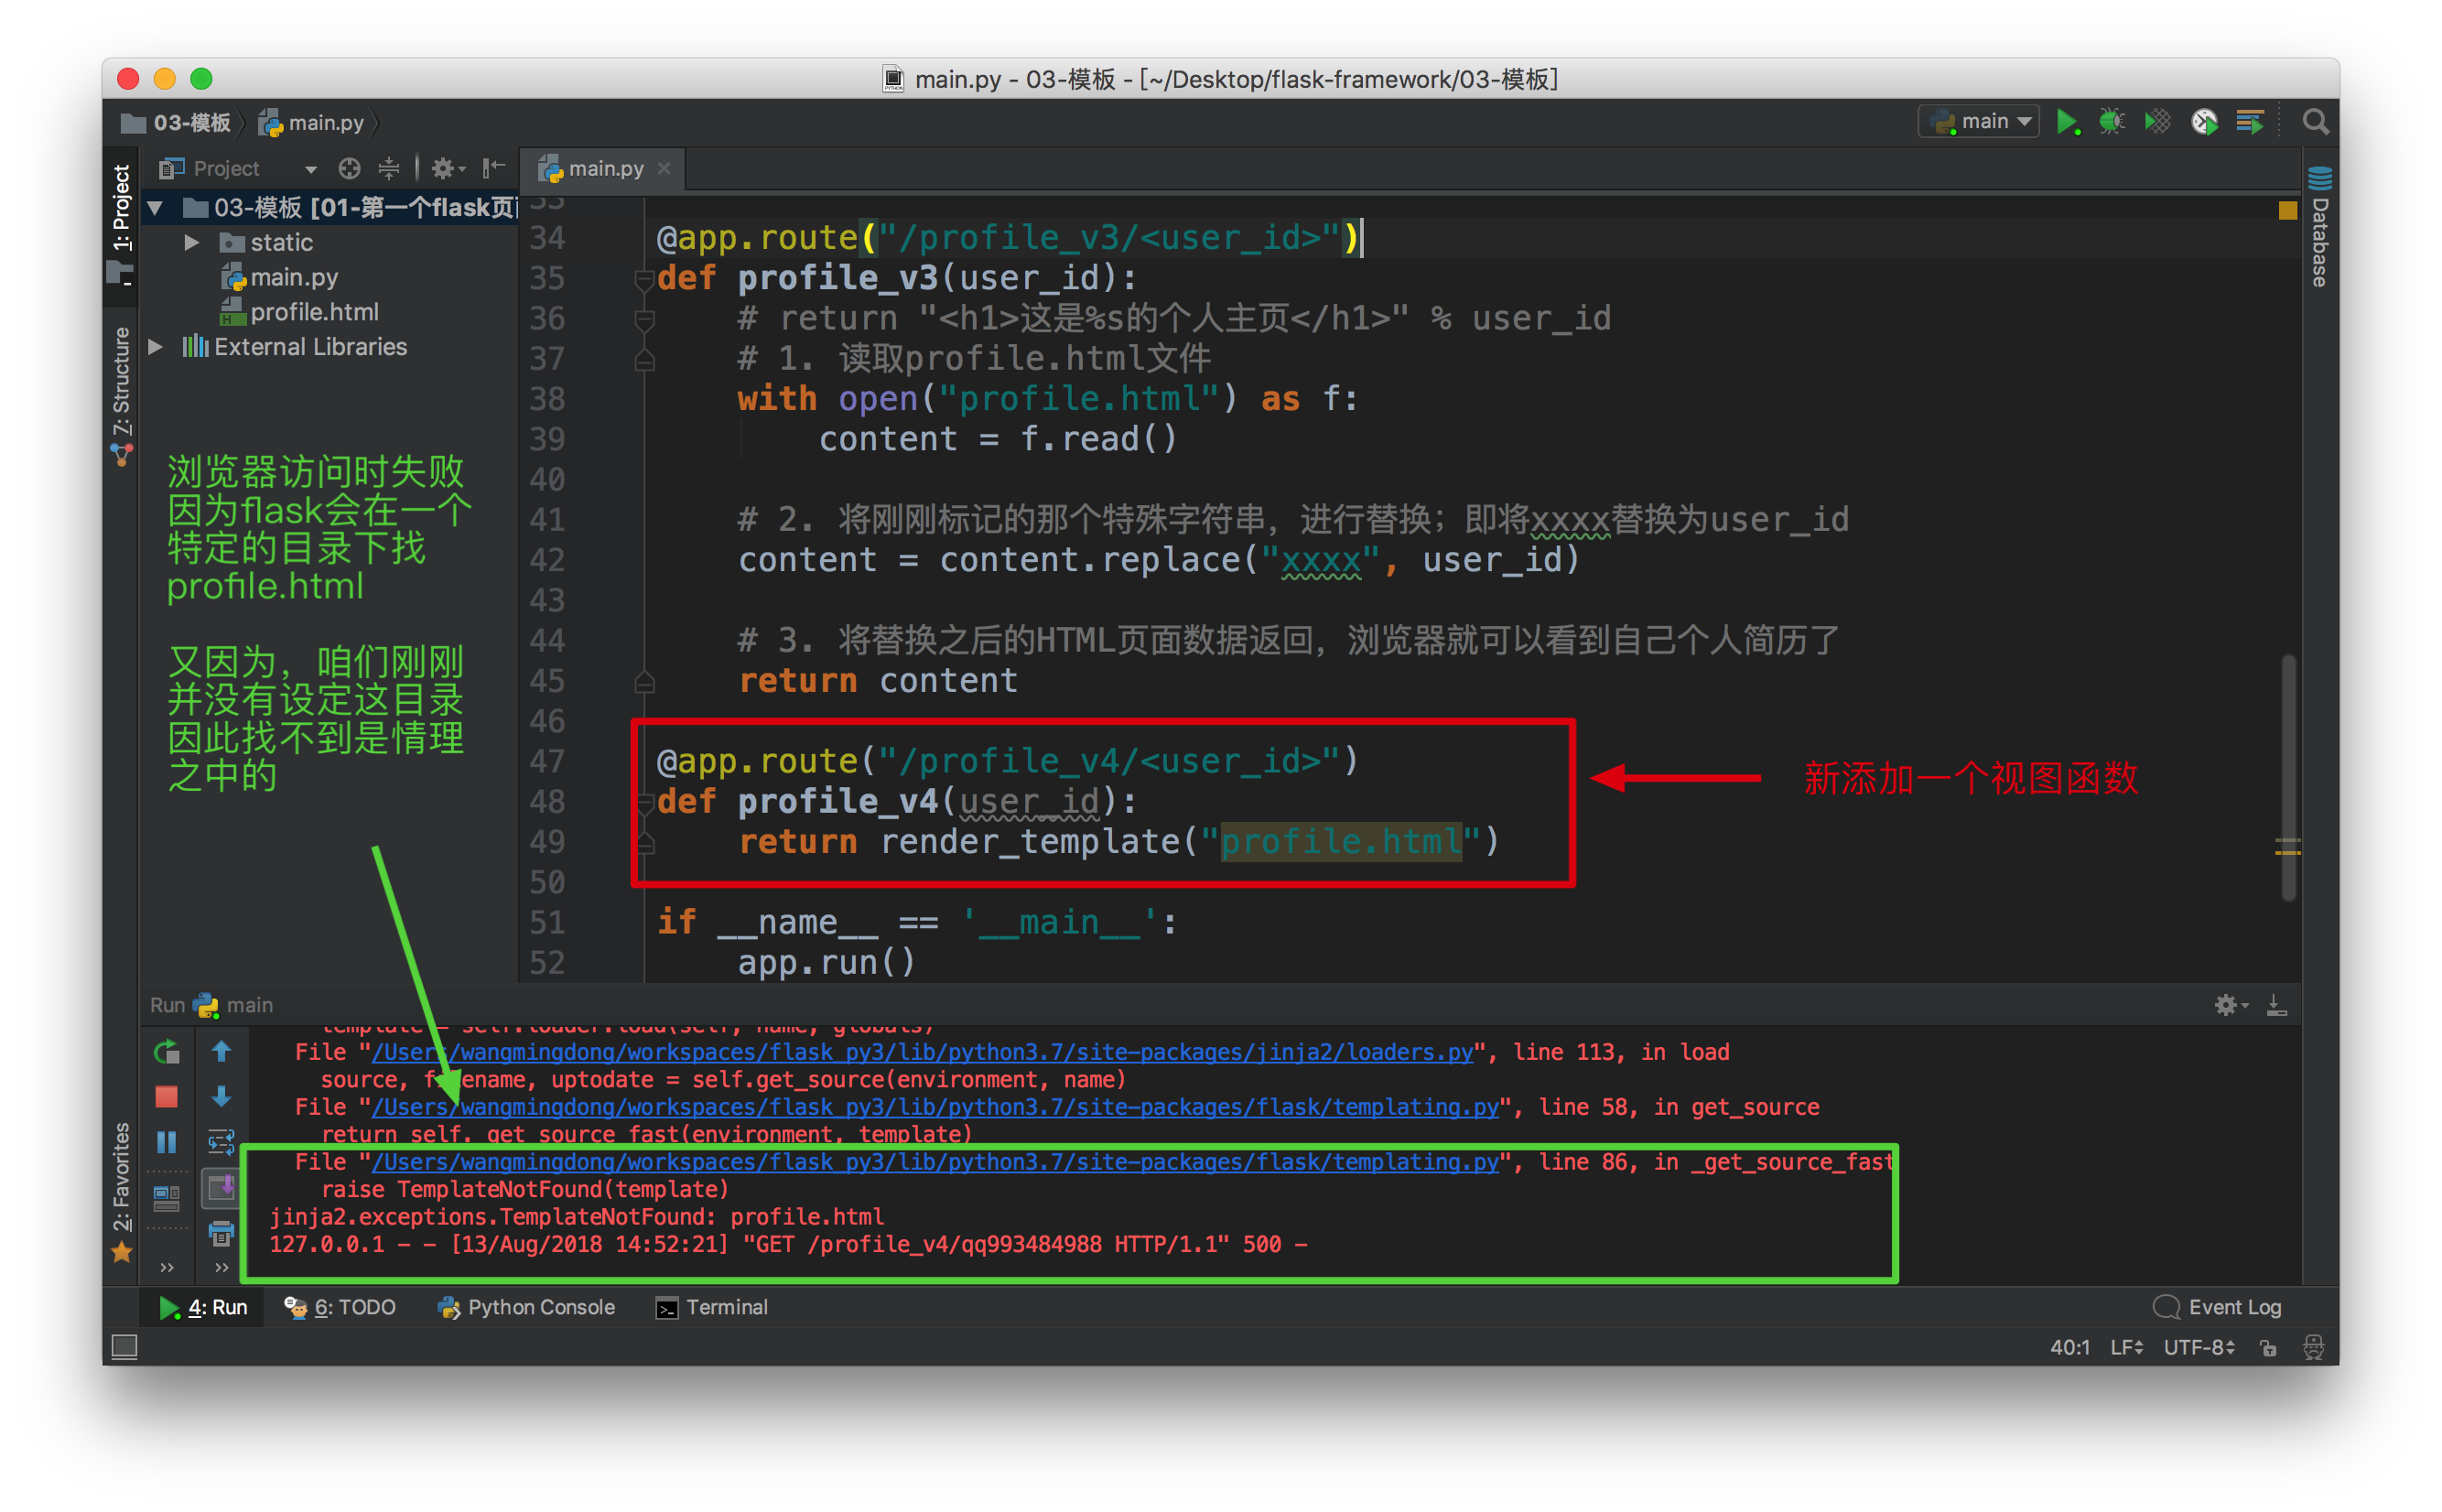 main.py - 03-模板 - [~/Desktop/flask-framework/03-模板]
03-模板
main.py
main
1: Project
7: Structure
2: Favorites
Project
03-模板 [01-第一个flask页
static
main.py
profile.html
External Libraries
浏览器访问时失败
因为flask会在一个
特定的目录下找
profile.html
又因为，咱们刚刚
并没有设定这目录
因此找不到是情理
之中的
main.py
33
34 @app.route("/profile_v3/<user_id>")
35 def profile_v3(user_id):
36 # return "<h1>这是%s的个人主页</h1>" % user_id
37 # 1. 读取profile.html文件
38 with open("profile.html") as f:
39 content = f.read()
40
41 # 2. 将刚刚标记的那个特殊字符串，进行替换；即将xxxx替换为user_id
42 content = content.replace("xxxx", user_id)
43
44 # 3. 将替换之后的HTML页面数据返回，浏览器就可以看到自己个人简历了
45 return content
46
47 @app.route("/profile_v4/<user_id>")
48 def profile_v4(user_id):
49 return render_template("profile.html")
50
51 if __name__ == '__main__':
52 app.run()
新添加一个视图函数
Database
Run main
template = self.loader.load(self, name, globals)
File "/Users/wangmingdong/workspaces/flask_py3/lib/python3.7/site-packages/jinja2/loaders.py", line 113, in load
source, filename, uptodate = self.get_source(environment, name)
File "/Users/wangmingdong/workspaces/flask_py3/lib/python3.7/site-packages/flask/templating.py", line 58, in get_source
return self._get_source_fast(environment, template)
File "/Users/wangmingdong/workspaces/flask_py3/lib/python3.7/site-packages/flask/templating.py", line 86, in _get_source_fast
raise TemplateNotFound(template)
jinja2.exceptions.TemplateNotFound: profile.html
127.0.0.1 - - [13/Aug/2018 14:52:21] "GET /profile_v4/qq993484988 HTTP/1.1" 500 -
4: Run
6: TODO
Python Console
Terminal
Event Log
40:1
LF
UTF-8